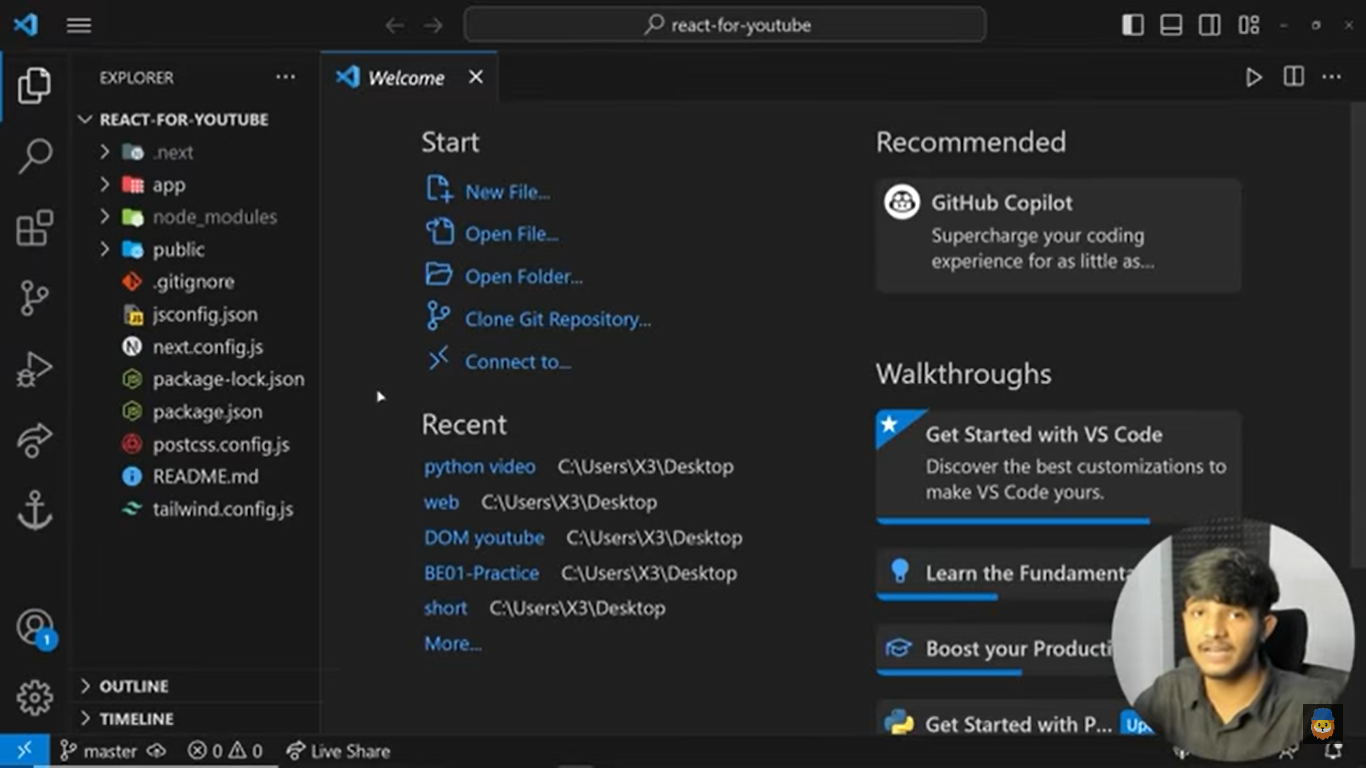 react-for-youtube
EXPLORER
REACT-FOR-YOUTUBE
.next
app
node_modules
public
.gitignore
jsconfig.json
next.config.js
package-lock.json
package.json
postcss.config.js
README.md
tailwind.config.js
OUTLINE
TIMELINE
Welcome
Start
New File...
Open File...
Open Folder...
Clone Git Repository...
Connect to...
Recent
python video C:\Users\X3\Desktop
web C:\Users\X3\Desktop
DOM youtube C:\Users\X3\Desktop
BE01-Practice C:\Users\X3\Desktop
short C:\Users\X3\Desktop
More...
Recommended
GitHub Copilot
Supercharge your coding
experience for as little as...
Walkthroughs
Get Started with VS Code
Discover the best customizations to
make VS Code yours.
Learn the Fundamenta
Boost your Producti
Get Started with P... Up
1
master 0 0 Live Share